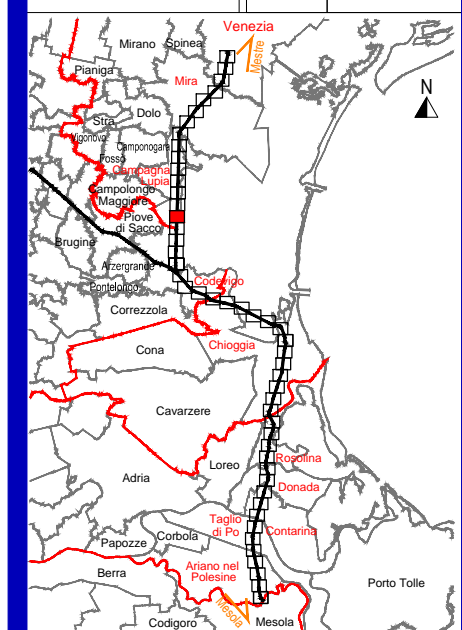 Venezia
Mirano
Spinea
Mestre
Pianiga
Mira
N
Stra
Dolo
Vigonovo
Camponogara
Fossò
Campagna
Lupia
Campolongo
Maggiore
Piove
di Sacco
Brugine
Arzergrande
Codevigo
Pontelongo
Correzzola
Chioggia
Cona
Cavarzere
Rosolina
Loreo
Adria
Donada
Taglio
di Po
Contarina
Corbola
Papozze
Ariano nel
Polesine
Berra
Porto Tolle
Mesola
Mesola
Codigoro